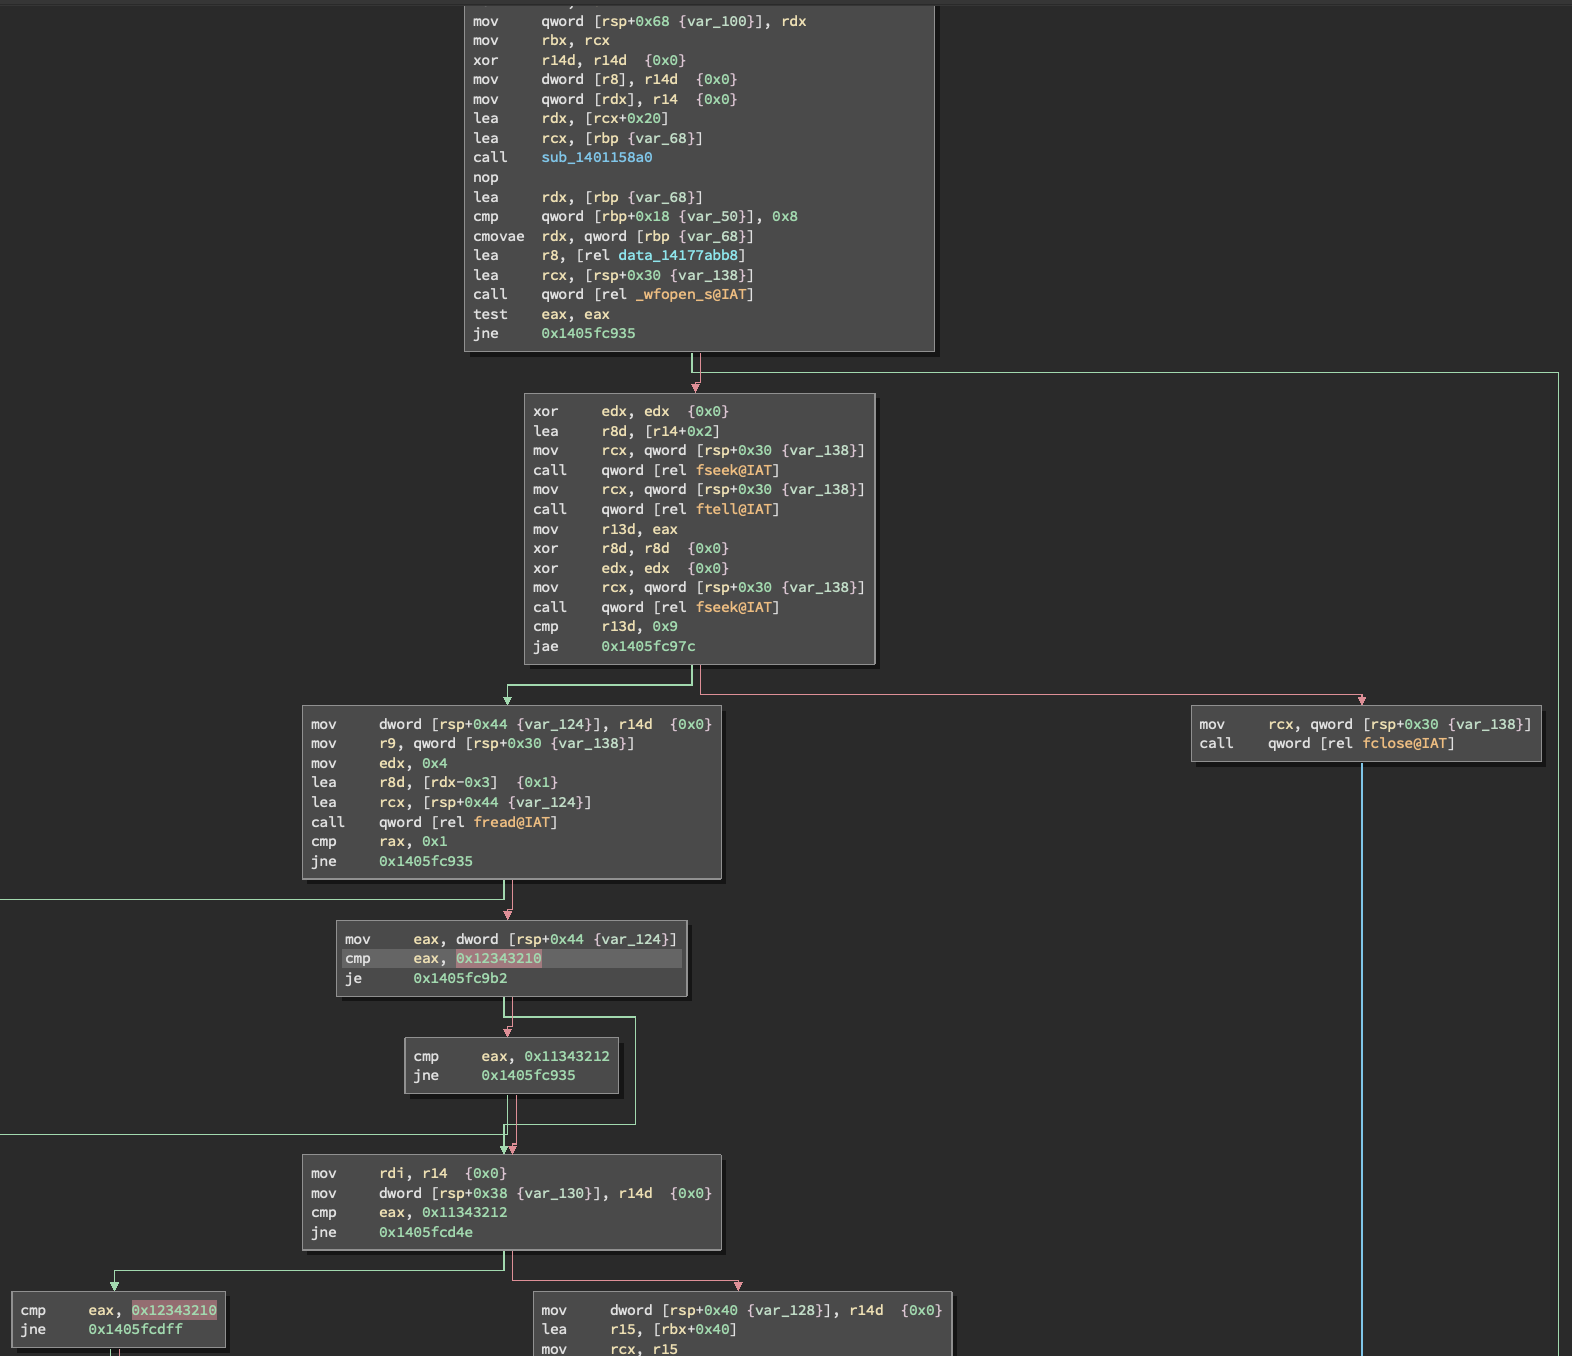 mov qword [rsp+0x68 {var_100}], rdx
mov rbx, rcx
xor r14d, r14d {0x0}
mov dword [r8], r14d {0x0}
mov qword [rdx], r14 {0x0}
lea rdx, [rcx+0x20]
lea rcx, [rbp {var_68}]
call sub_1401158a0
nop
lea rdx, [rbp {var_68}]
cmp qword [rbp+0x18 {var_50}], 0x8
cmovae rdx, qword [rbp {var_68}]
lea r8, [rel data_14177abb8]
lea rcx, [rsp+0x30 {var_138}]
call qword [rel _wfopen_s@IAT]
test eax, eax
jne 0x1405fc935
xor edx, edx {0x0}
lea r8d, [r14+0x2]
mov rcx, qword [rsp+0x30 {var_138}]
call qword [rel fseek@IAT]
mov rcx, qword [rsp+0x30 {var_138}]
call qword [rel ftell@IAT]
mov r13d, eax
xor r8d, r8d {0x0}
xor edx, edx {0x0}
mov rcx, qword [rsp+0x30 {var_138}]
call qword [rel fseek@IAT]
cmp r13d, 0x9
jae 0x1405fc97c
mov dword [rsp+0x44 {var_124}], r14d {0x0}
mov r9, qword [rsp+0x30 {var_138}]
mov edx, 0x4
lea r8d, [rdx-0x3] {0x1}
lea rcx, [rsp+0x44 {var_124}]
call qword [rel fread@IAT]
cmp rax, 0x1
jne 0x1405fc935
mov rcx, qword [rsp+0x30 {var_138}]
call qword [rel fclose@IAT]
mov eax, dword [rsp+0x44 {var_124}]
cmp eax, 0x12343210
je 0x1405fc9b2
cmp eax, 0x11343212
jne 0x1405fc935
mov rdi, r14 {0x0}
mov dword [rsp+0x38 {var_130}], r14d {0x0}
cmp eax, 0x11343212
jne 0x1405fcd4e
cmp eax, 0x12343210
jne 0x1405fcdff
mov dword [rsp+0x40 {var_128}], r14d {0x0}
lea r15, [rbx+0x40]
mov rcx, r15